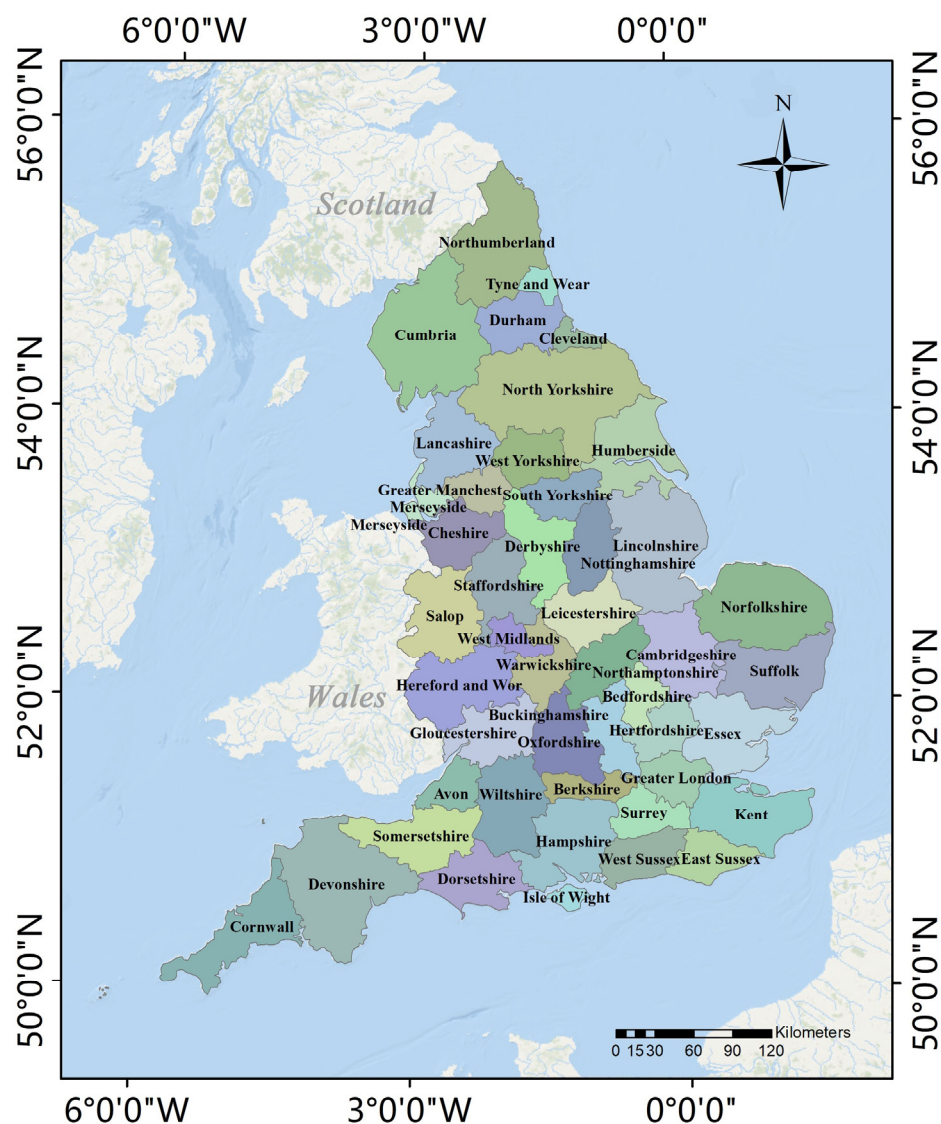 6°0'0"W 3°0'0"W 0°0'0"
56°0'0"N
56°0'0"N
N
Scotland
Northumberland
Tyne and Wear
Durham
Cumbria
Cleveland
54°0'0"N
54°0'0"N
North Yorkshire
Lancashire
Humberside
West Yorkshire
Greater Manchest
South Yorkshire
Merseyside
Merseyside
Cheshire
Derbyshire
Lincolnshire
Nottinghamshire
Staffordshire
Salop
Leicestershire
Norfolkshire
West Midlands
Cambridgeshire
Warwickshire
Northamptonshire
Suffolk
52°0'0"N
52°0'0"N
Wales
Hereford and Wor
Bedfordshire
Buckinghamshire
Gloucestershire
Hertfordshire
Essex
Oxfordshire
Greater London
Avon
Wiltshire
Berkshire
Surrey
Kent
Somersetshire
Hampshire
West Sussex
East Sussex
Devonshire
Dorsetshire
Isle of Wight
Cornwall
50°0'0"N
50°0'0"N
Kilometers
0 15 30 60 90 120
6°0'0"W 3°0'0"W 0°0'0"